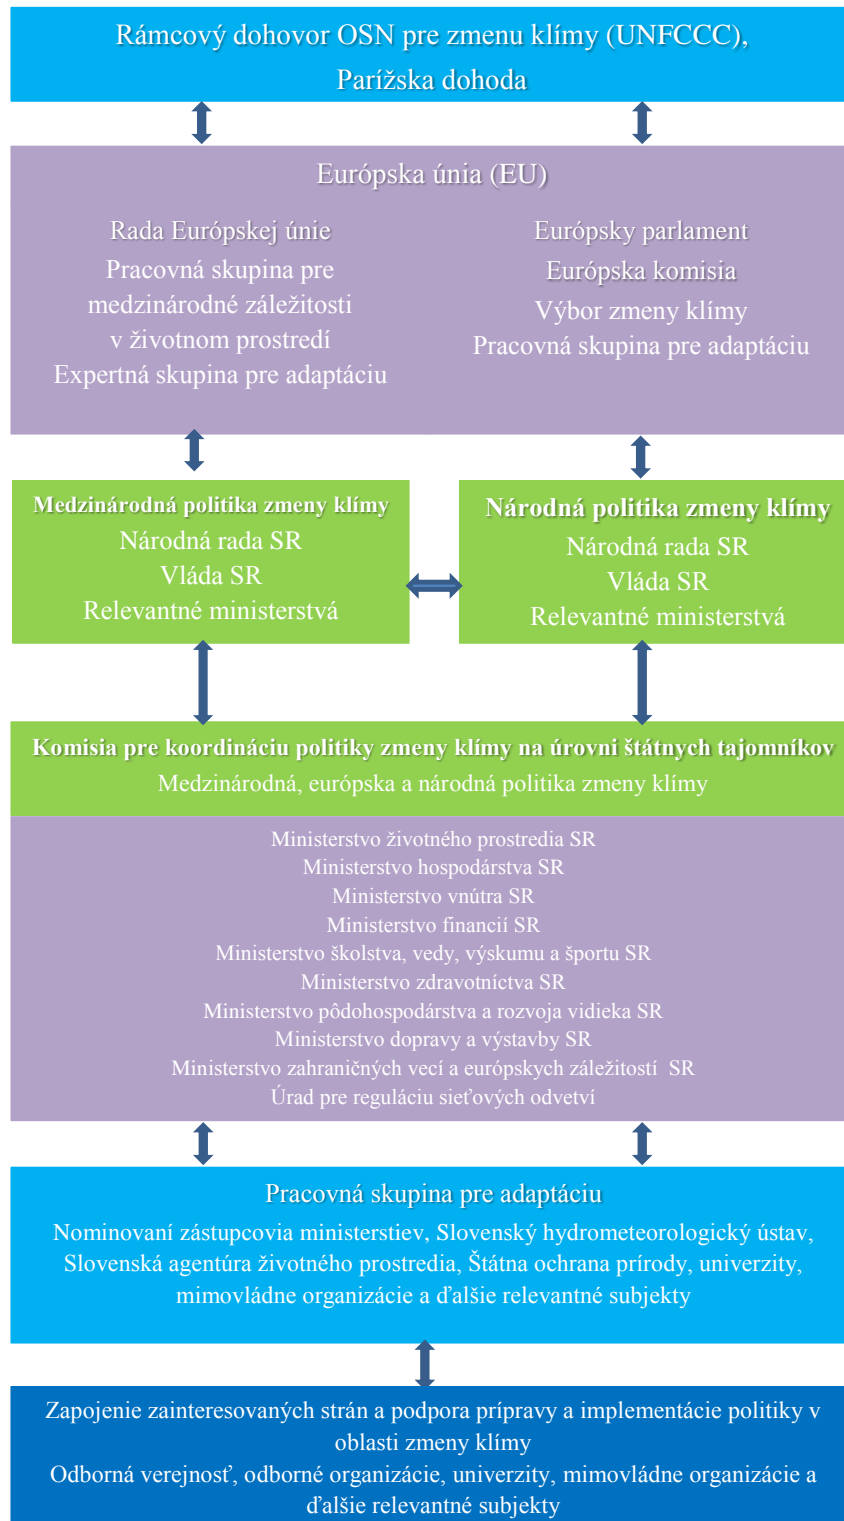 Rámcový dohovor OSN pre zmenu klímy (UNFCCC),
Parížska dohoda
Európska únia (EU)
Rada Európskej únie
Pracovná skupina pre
medzinárodné záležitosti
v životnom prostredí
Expertná skupina pre adaptáciu
Európsky parlament
Európska komisia
Výbor zmeny klímy
Pracovná skupina pre adaptáciu
Medzinárodná politika zmeny klímy
Národná rada SR
Vláda SR
Relevantné ministerstvá
Národná politika zmeny klímy
Národná rada SR
Vláda SR
Relevantné ministerstvá
Komisia pre koordináciu politiky zmeny klímy na úrovni štátnych tajomníkov
Medzinárodná, európska a národná politika zmeny klímy
Ministerstvo životného prostredia SR
Ministerstvo hospodárstva SR
Ministerstvo vnútra SR
Ministerstvo financií SR
Ministerstvo školstva, vedy, výskumu a športu SR
Ministerstvo zdravotníctva SR
Ministerstvo pôdohospodárstva a rozvoja vidieka SR
Ministerstvo dopravy a výstavby SR
Ministerstvo zahraničných vecí a európskych záležitostí SR
Úrad pre reguláciu sieťových odvetví
Pracovná skupina pre adaptáciu
Nominovaní zástupcovia ministerstiev, Slovenský hydrometeorologický ústav,
Slovenská agentúra životného prostredia, Štátna ochrana prírody, univerzity,
mimovládne organizácie a ďalšie relevantné subjekty
Zapojenie zainteresovaných strán a podpora prípravy a implementácie politiky v
oblasti zmeny klímy
Odborná verejnosť, odborné organizácie, univerzity, mimovládne organizácie a
ďalšie relevantné subjekty